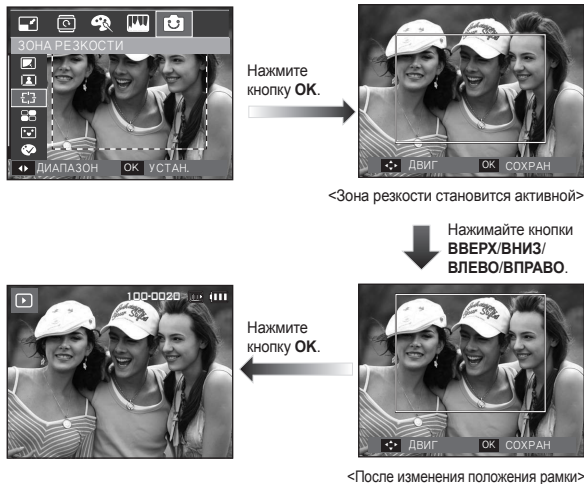 ЗОНА РЕЗКОСТИ
ДИАПАЗОН OK УСТАН.
Нажмите
кнопку OK.
ДВИГ OK СОХРАН
<Зона резкости становится активной>
Нажимайте кнопки
ВВЕРХ/ВНИЗ/
ВЛЕВО/ВПРАВО.
ДВИГ OK СОХРАН
<После изменения положения рамки>
Нажмите
кнопку OK.
100-0020